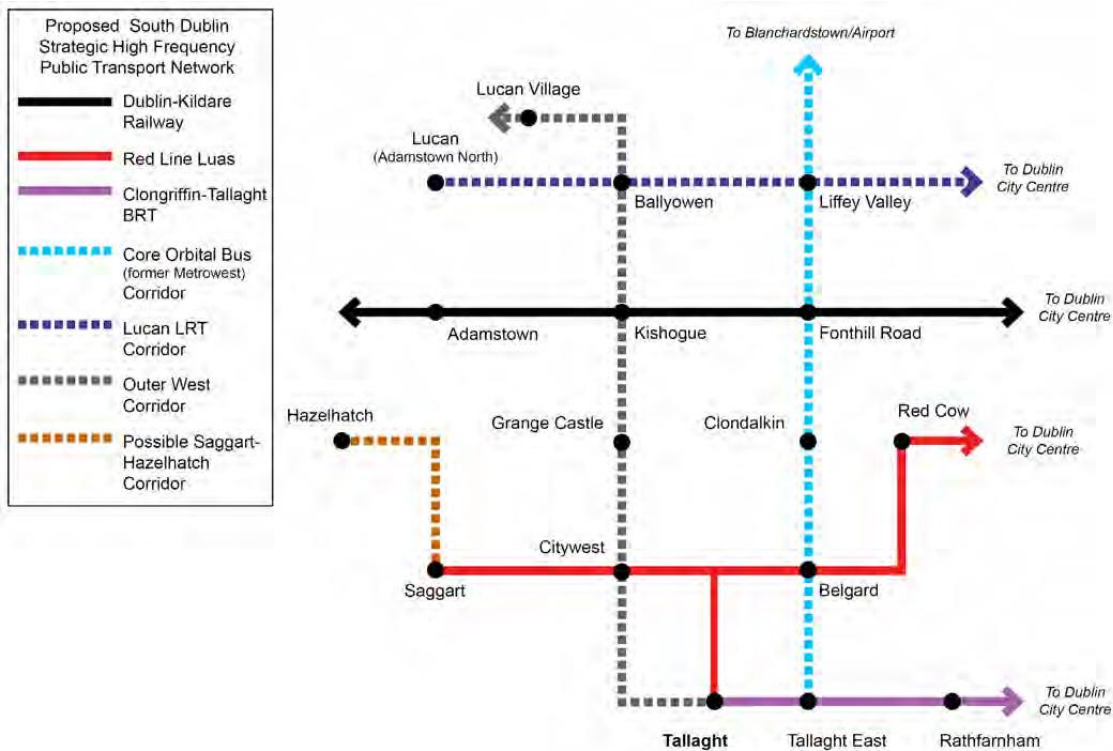 Proposed South Dublin
Strategic High Frequency
Public Transport Network
Dublin-Kildare
Railway
Red Line Luas
Clongriffin-Tallaght
BRT
Core Orbital Bus
(former Metrowest)
Corridor
Lucan LRT
Corridor
Outer West
Corridor
Possible Saggart-
Hazelhatch
Corridor
To Blanchardstown/Airport
Lucan Village
Lucan
(Adamstown North)
To Dublin
City Centre
Ballyowen
Liffey Valley
To Dublin
City Centre
Adamstown
Kishogue
Fonthill Road
Hazelhatch
Grange Castle
Clondalkin
Red Cow
To Dublin
City Centre
Citywest
Saggart
Belgard
To Dublin
City Centre
Tallaght
Tallaght East
Rathfarnham